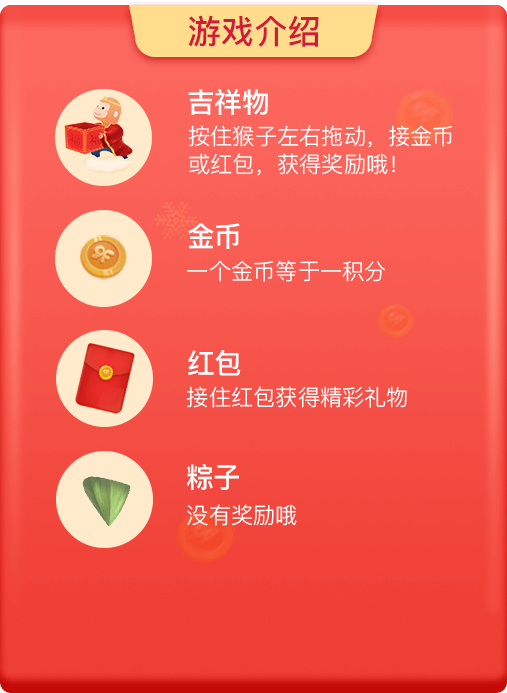 游戏介绍
吉祥物
按住猴子左右拖动，接金币
或红包，获得奖励哦！
金币
一个金币等于一积分
红包
接住红包获得精彩礼物
粽子
没有奖励哦